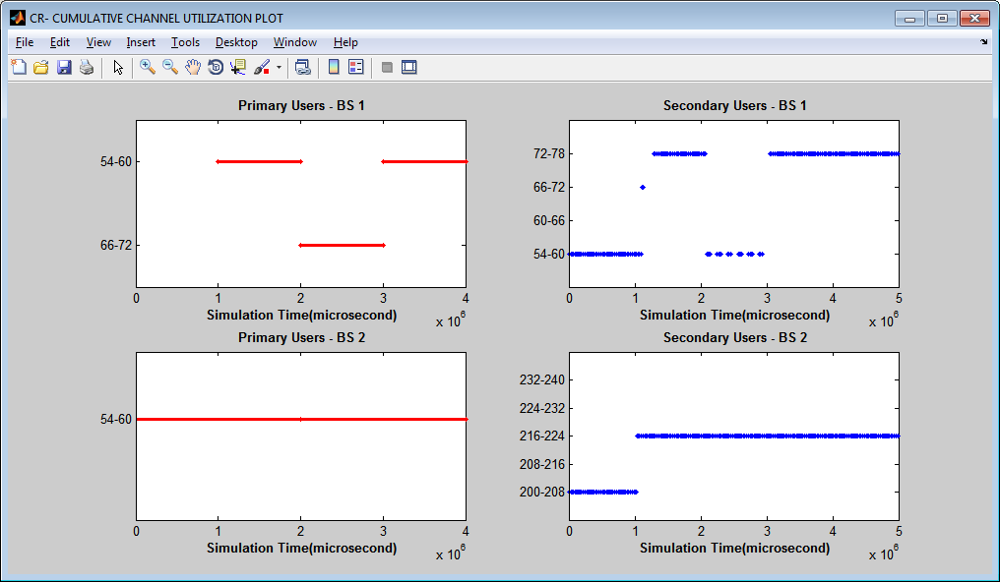 CR- CUMULATIVE CHANNEL UTILIZATION PLOT
File Edit View Insert Tools Desktop Window Help
Primary Users - BS 1
54-60
66-72
0 1 2 3 4
Simulation Time(microsecond)
x 10^6
Secondary Users - BS 1
72-78
66-72
60-66
54-60
0 1 2 3 4 5
Simulation Time(microsecond)
x 10^6
Primary Users - BS 2
54-60
0 1 2 3 4
Simulation Time(microsecond)
x 10^6
Secondary Users - BS 2
232-240
224-232
216-224
208-216
200-208
0 1 2 3 4 5
Simulation Time(microsecond)
x 10^6